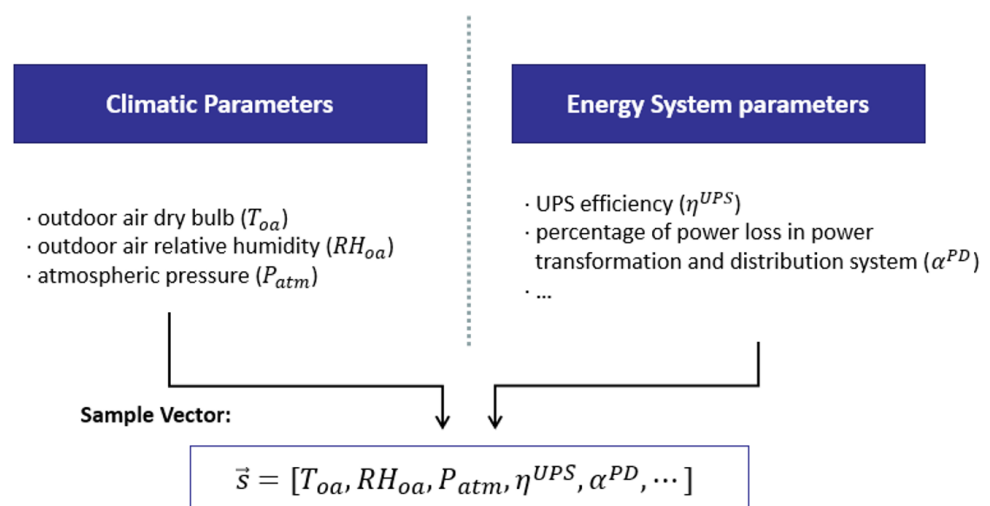 Climatic Parameters
Energy System parameters
· outdoor air dry bulb (T_oa)
· outdoor air relative humidity (RH_oa)
· atmospheric pressure (P_atm)
· UPS efficiency (η^UPS)
· percentage of power loss in power
transformation and distribution system (α^PD)
· ...
Sample Vector:
s⃗ = [T_oa, RH_oa, P_atm, η^UPS, α^PD, ⋯]